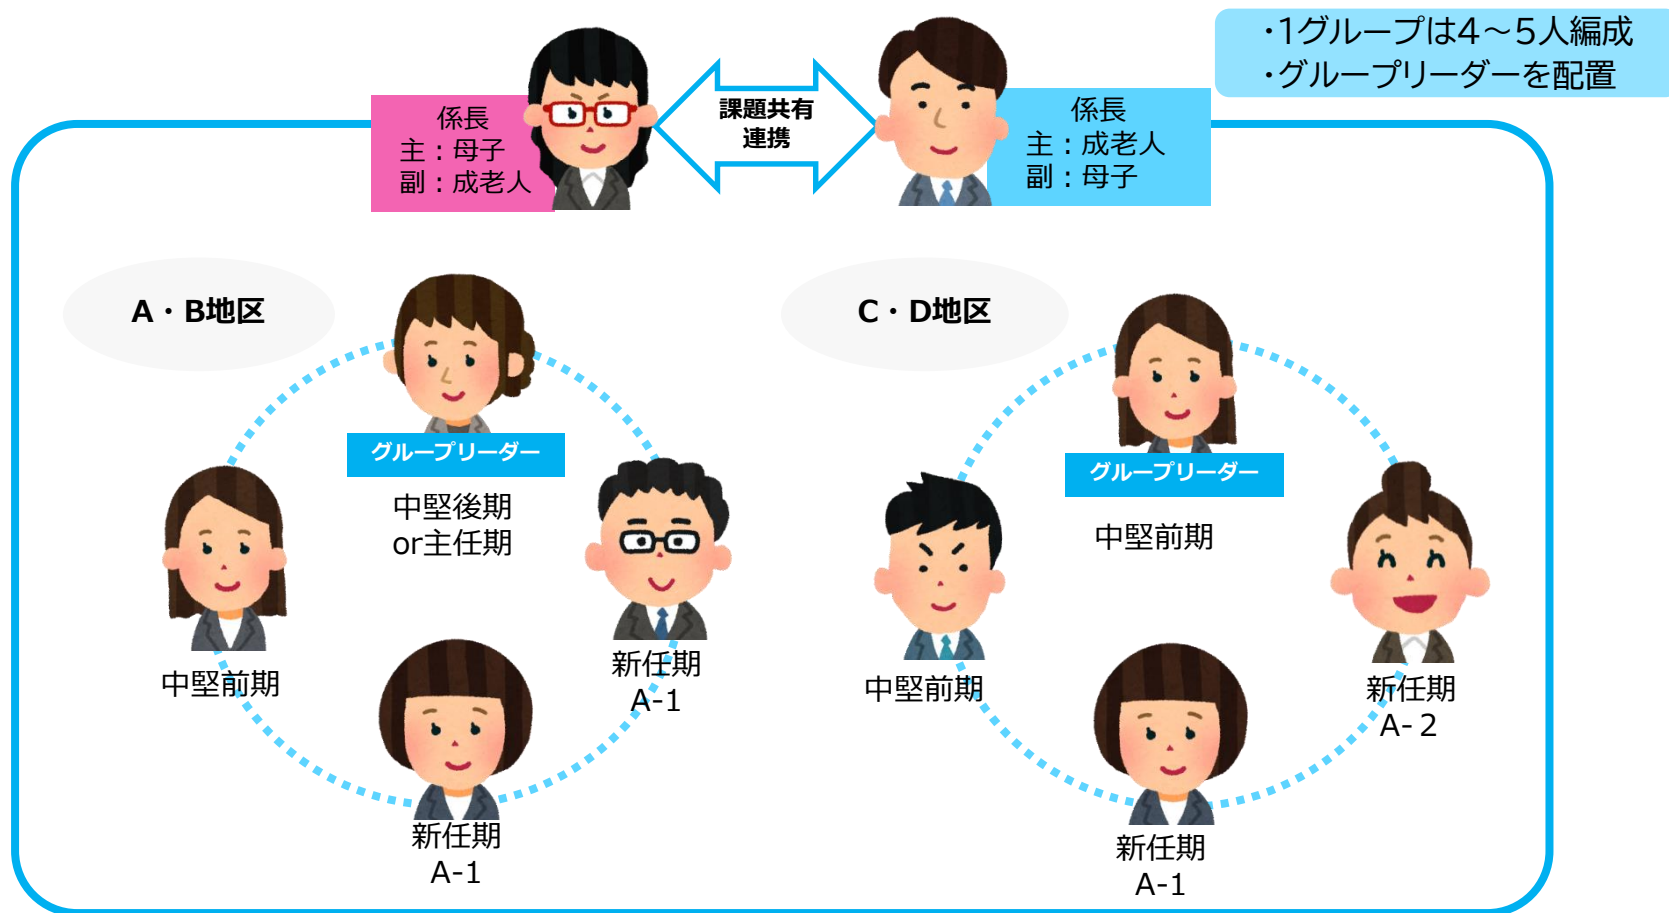 ・1グループは4～5人編成
・グループリーダーを配置
係長
主：母子
副：成老人
課題共有
連携
係長
主：成老人
副：母子
A・B地区
グループリーダー
中堅後期
or主任期
中堅前期
新任期
A-1
新任期
A-1
C・D地区
グループリーダー
中堅前期
中堅前期
新任期
A-２
新任期
A-1